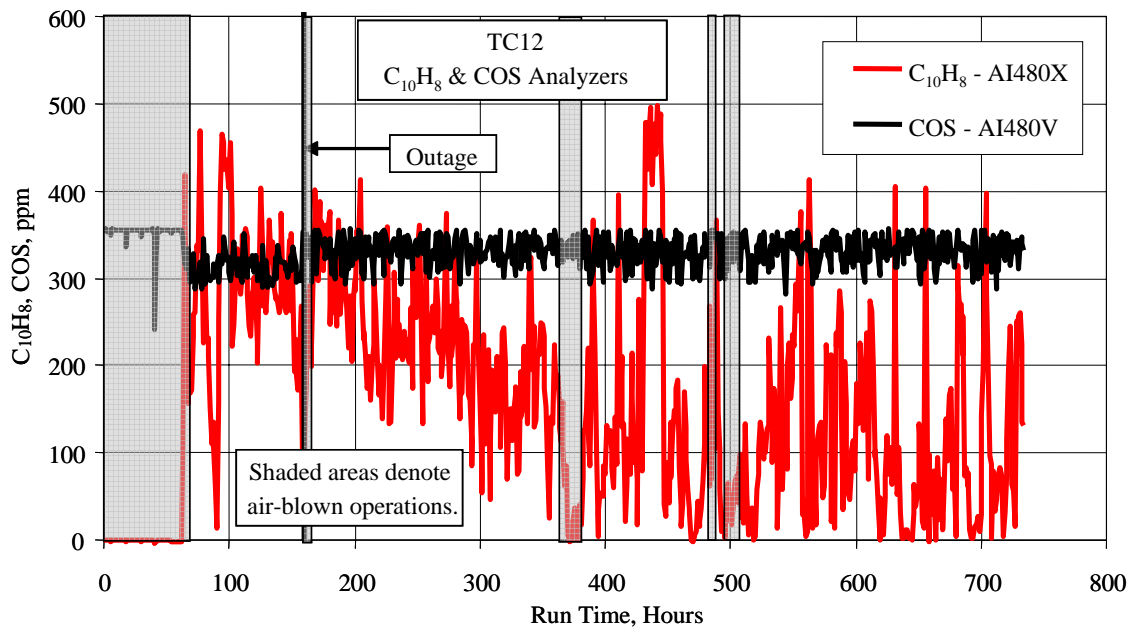 TC12
C₁₀H₈ & COS Analyzers
C₁₀H₈ - AI480X
COS - AI480V
Outage
Shaded areas denote
air-blown operations.
C₁₀H₈, COS, ppm
600
500
400
300
200
100
0
0 100 200 300 400 500 600 700 800
Run Time, Hours